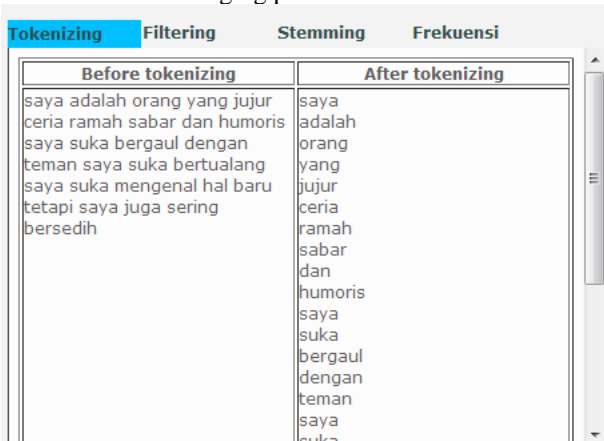 Tokenizing Filtering Stemming Frekuensi
Before tokenizing After tokenizing
saya adalah orang yang jujur
ceria ramah sabar dan humoris
saya suka bergaul dengan
teman saya suka bertualang
saya suka mengenal hal baru
tetapi saya juga sering
bersedih
saya
adalah
orang
yang
jujur
ceria
ramah
sabar
dan
humoris
saya
suka
bergaul
dengan
teman
saya
suka